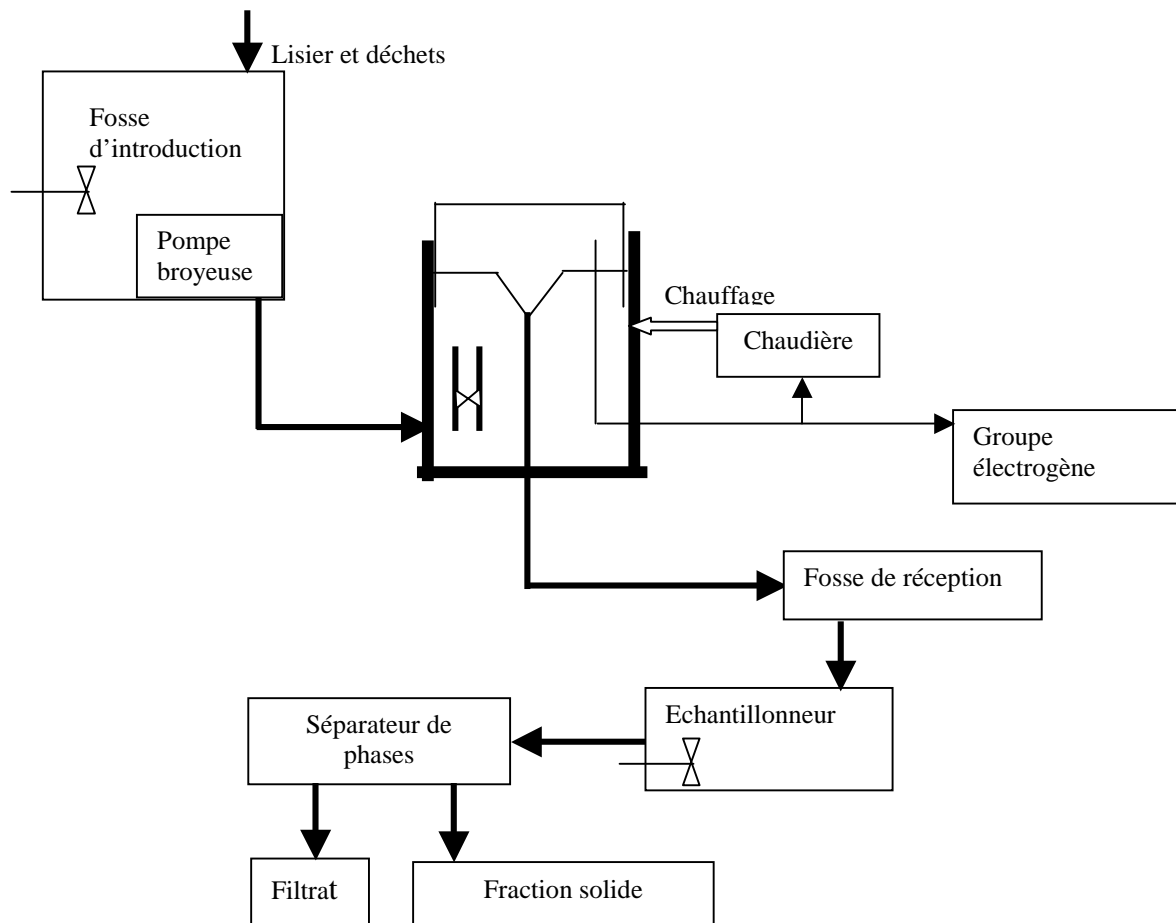 Lisier et déchets
Fosse
d’introduction
Pompe
broyeuse
Chauffage
Chaudière
Groupe
électrogène
Fosse de réception
Echantillonneur
Séparateur de
phases
Filtrat
Fraction solide